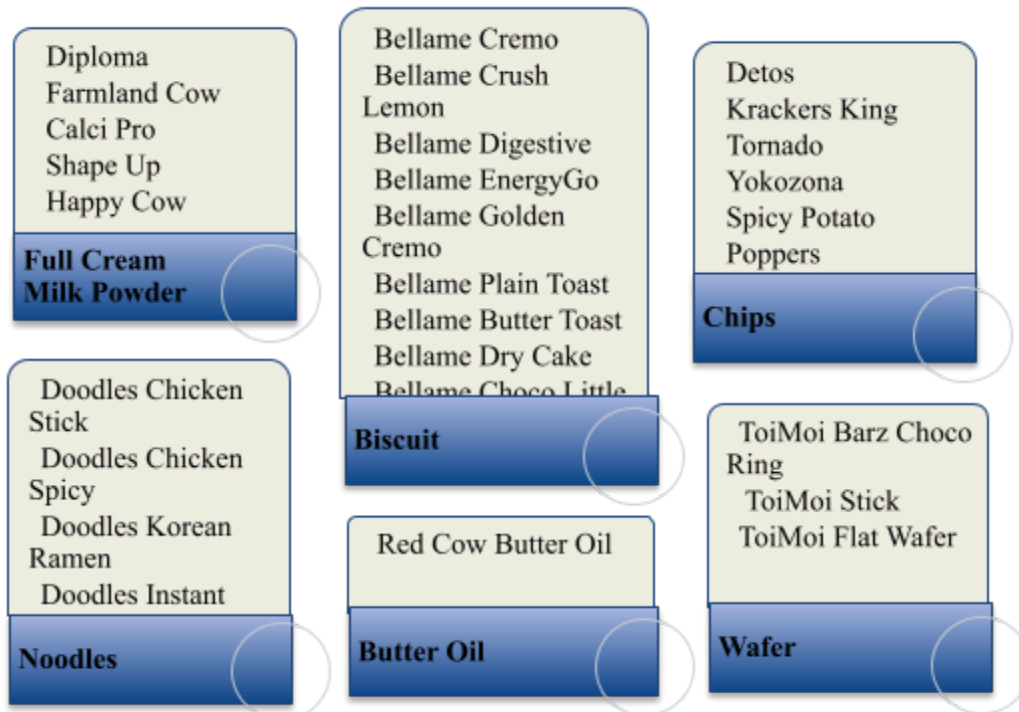 Diploma
Farmland Cow
Calci Pro
Shape Up
Happy Cow
Full Cream
Milk Powder
Bellame Cremo
Bellame Crush
Lemon
Bellame Digestive
Bellame EnergyGo
Bellame Golden
Cremo
Bellame Plain Toast
Bellame Butter Toast
Bellame Dry Cake
Bellame Choco Little
Biscuit
Detos
Krackers King
Tornado
Yokozona
Spicy Potato
Poppers
Chips
Doodles Chicken
Stick
Doodles Chicken
Spicy
Doodles Korean
Ramen
Doodles Instant
Noodles
Red Cow Butter Oil
Butter Oil
ToiMoi Barz Choco
Ring
ToiMoi Stick
ToiMoi Flat Wafer
Wafer